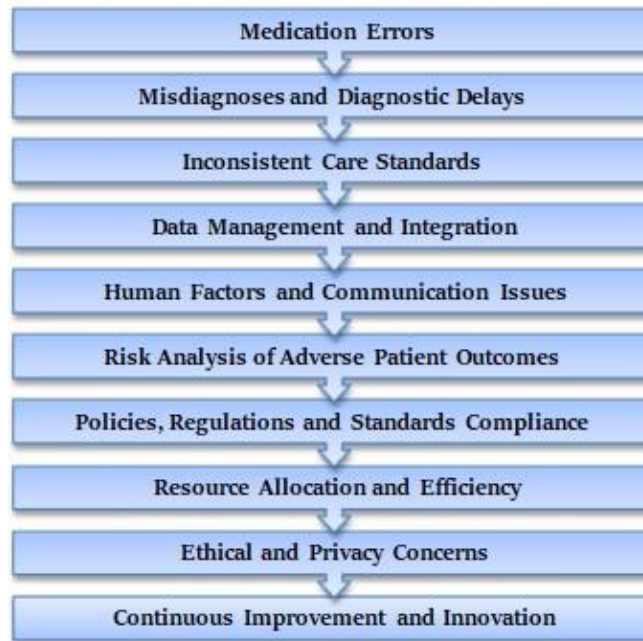 Medication Errors
Misdiagnoses and Diagnostic Delays
Inconsistent Care Standards
Data Management and Integration
Human Factors and Communication Issues
Risk Analysis of Adverse Patient Outcomes
Policies, Regulations and Standards Compliance
Resource Allocation and Efficiency
Ethical and Privacy Concerns
Continuous Improvement and Innovation